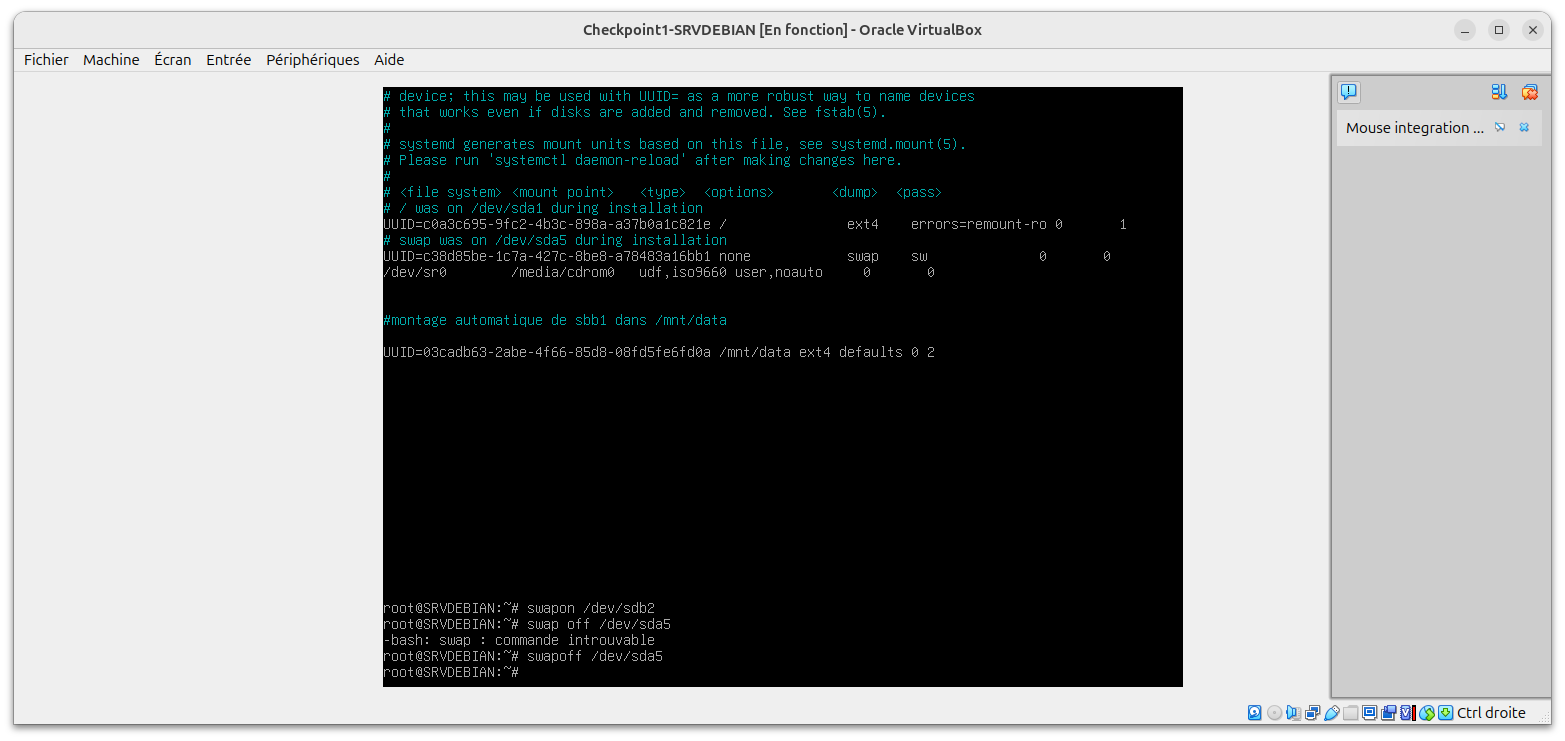 Checkpoint1-SRVDEBIAN [En fonction] - Oracle VirtualBox
Fichier Machine Écran Entrée Périphériques Aide
# device; this may be used with UUID= as a more robust way to name devices
# that works even if disks are added and removed. See fstab(5).
#
# systemd generates mount units based on this file, see systemd.mount(5).
# Please run 'systemctl daemon-reload' after making changes here.
#
# <file system> <mount point>   <type>  <options>       <dump>  <pass>
# / was on /dev/sda1 during installation
UUID=c0a3c695-9fc2-4b3c-898a-a37b0a1c821e /               ext4    errors=remount-ro 0       1
# swap was on /dev/sda5 during installation
UUID=c38d85be-1c7a-427c-8be8-a78483a16bb1 none            swap    sw              0       0
/dev/sr0        /media/cdrom0   udf,iso9660 user,noauto     0       0
#montage automatique de sbb1 dans /mnt/data
UUID=03cadb63-2abe-4f66-85d8-08fd5fe6fd0a /mnt/data ext4 defaults 0 2
root@SRVDEBIAN:~# swapon /dev/sdb2
root@SRVDEBIAN:~# swap off /dev/sda5
-bash: swap : commande introuvable
root@SRVDEBIAN:~# swapoff /dev/sda5
root@SRVDEBIAN:~#
Mouse integration ...
Ctrl droite